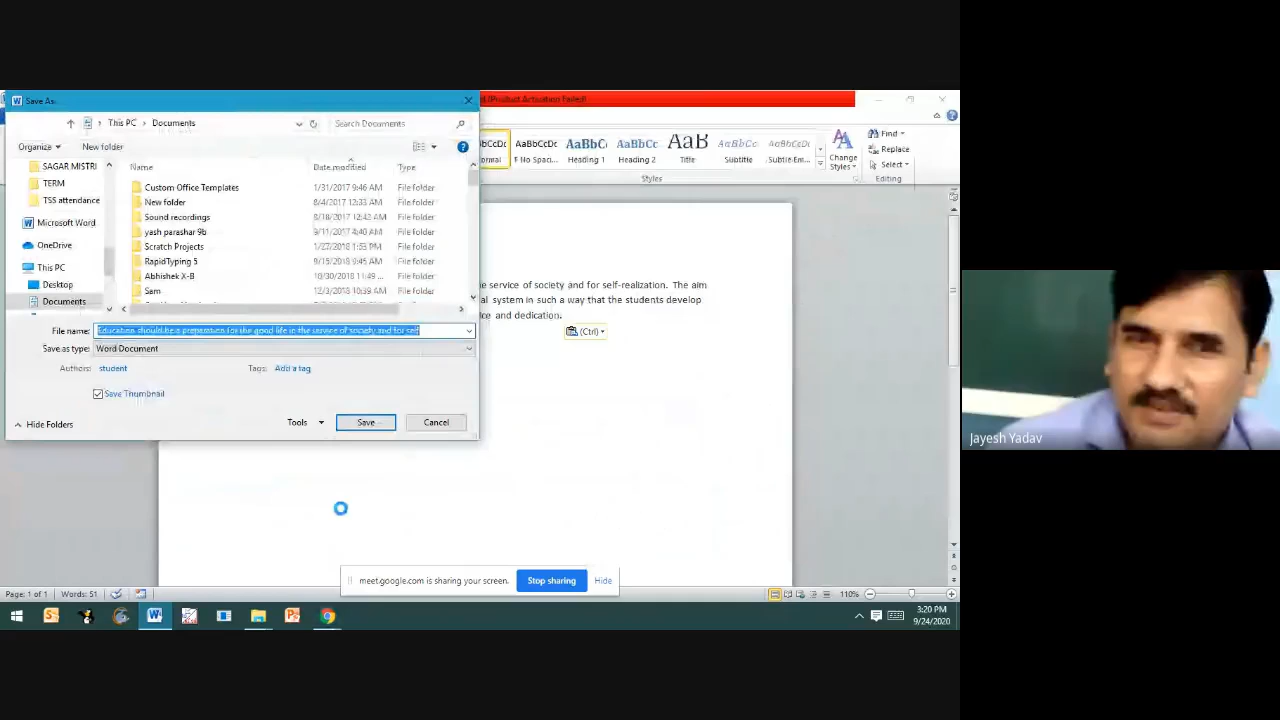 Save As
(Product Activation Failed)
This PC
Documents
Search Documents
Organize
New folder
SAGAR MISTRI
TERM
TSS attendance
Microsoft Word
OneDrive
This PC
Desktop
Documents
Name Date modified Type
Custom Office Templates 1/31/2017 9:46 AM File folder
New folder 8/4/2017 12:33 AM File folder
Sound recordings 8/18/2017 12:43 AM File folder
yash parashar 9b 9/11/2017 4:40 AM File folder
Scratch Projects 1/27/2018 1:53 PM File folder
RapidTyping 5 9/15/2018 9:45 AM File folder
Abhishek X-B 10/30/2018 11:49 ... File folder
Sam 12/3/2018 10:39 AM File folder
File name: Education should be a preparation for the good life in the service of society and for self
Save as type: Word Document
Authors: student
Tags: Add a tag
Save Thumbnail
Hide Folders
Tools
Save
Cancel
AaBbCcDc
AaBbC
AaBbCc
AaB
AaBbCc
AaBbCcDc
¶ No Spaci...
Heading 1
Heading 2
Title
Subtitle
Subtle Em...
Change
Styles
Find
Replace
Select
Styles
Editing
service of society and for self-realization. The aim
system in such a way that the students develop
and dedication.
(Ctrl)
meet.google.com is sharing your screen.
Stop sharing
Hide
Page: 1 of 1
Words: 51
110%
3:20 PM
9/24/2020
Jayesh Yadav